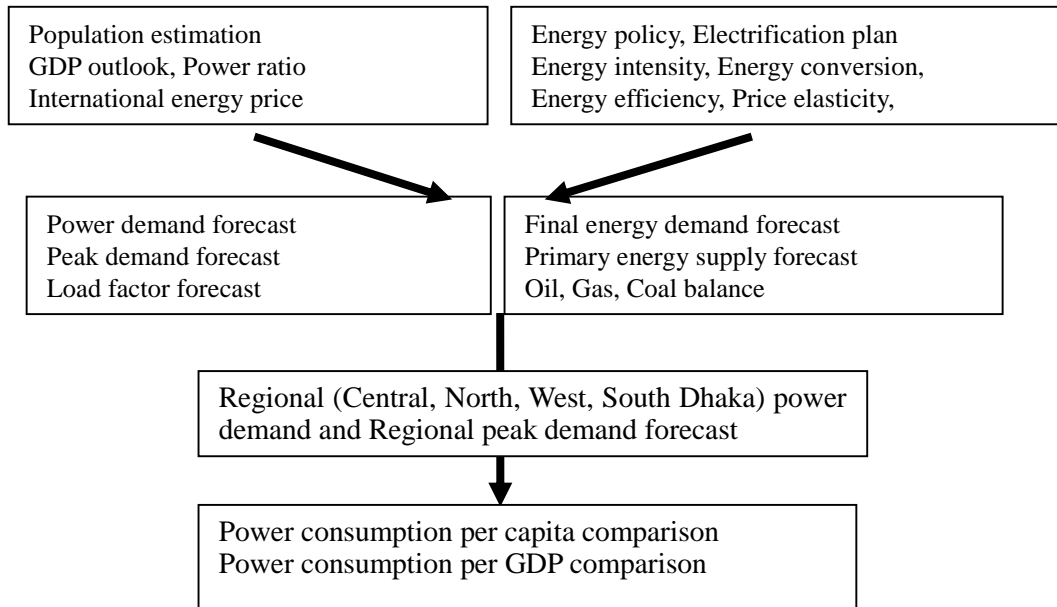 Population estimation
GDP outlook, Power ratio
International energy price
Energy policy, Electrification plan
Energy intensity, Energy conversion,
Energy efficiency, Price elasticity,
Power demand forecast
Peak demand forecast
Load factor forecast
Final energy demand forecast
Primary energy supply forecast
Oil, Gas, Coal balance
Regional (Central, North, West, South Dhaka) power
demand and Regional peak demand forecast
Power consumption per capita comparison
Power consumption per GDP comparison